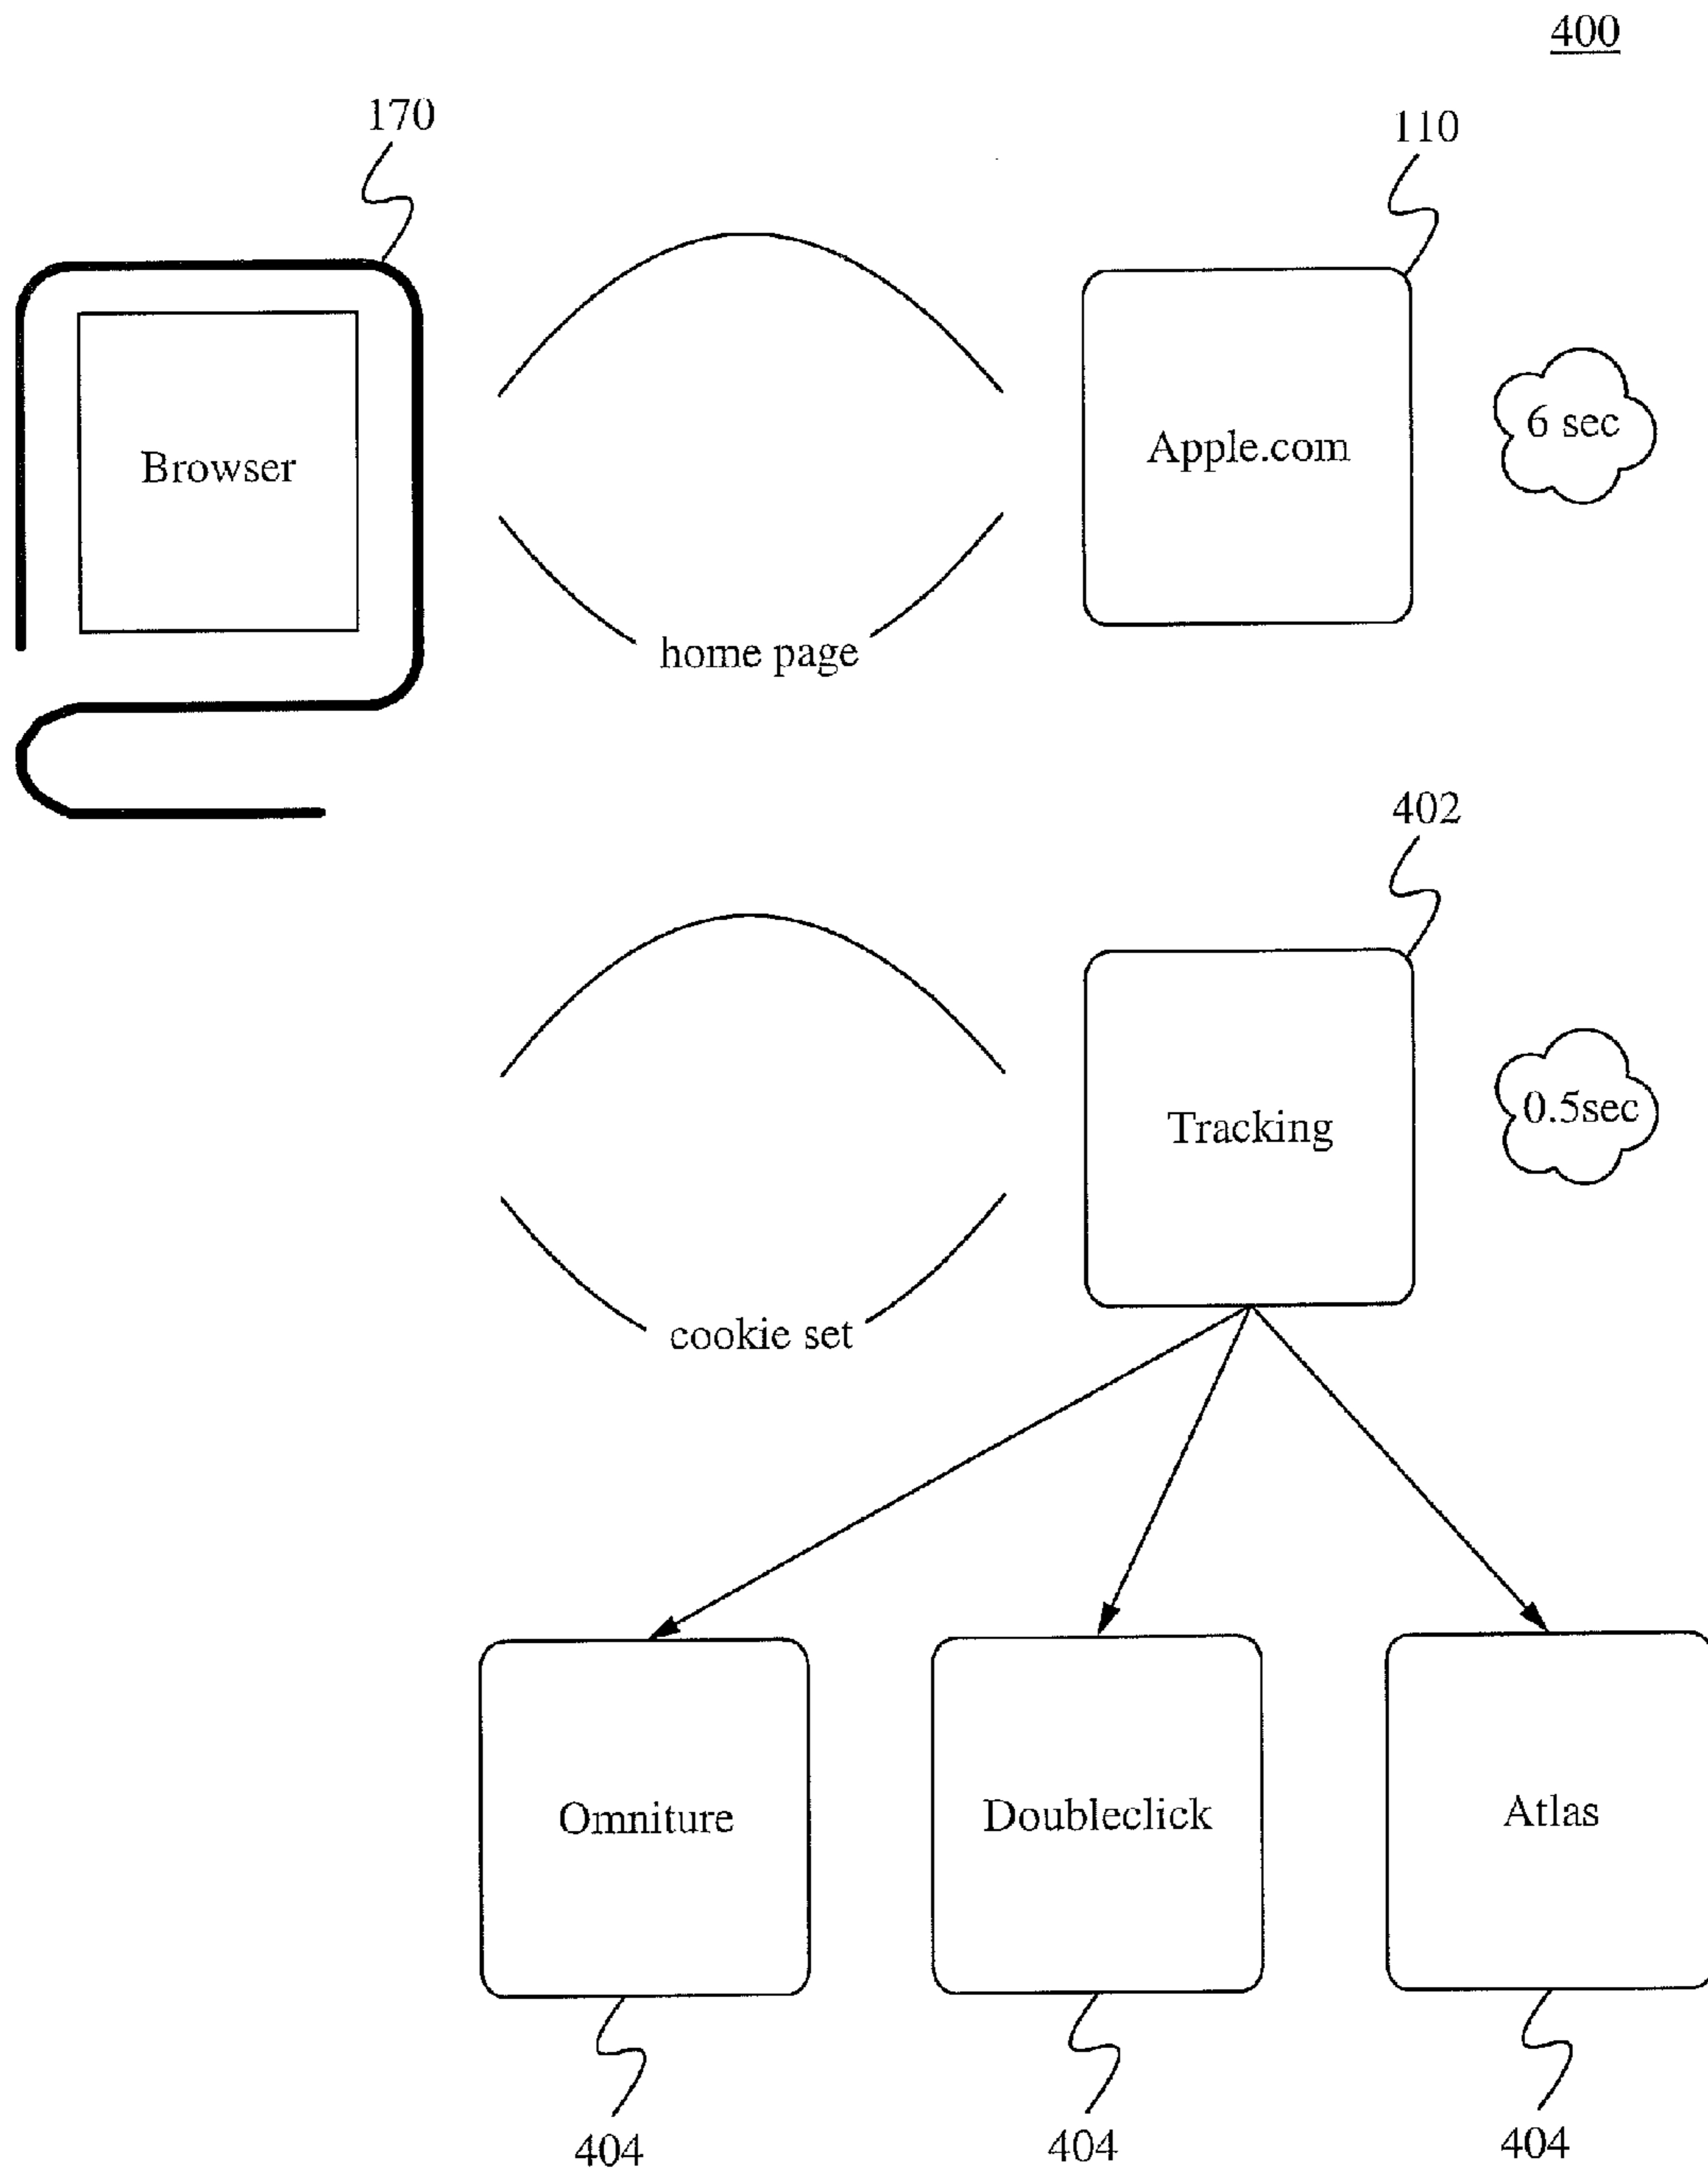 400
170
110
Browser
Apple.com
6 sec
home page
402
Tracking
0.5sec
cookie set
Omniture
Doubleclick
Atlas
404
404
404